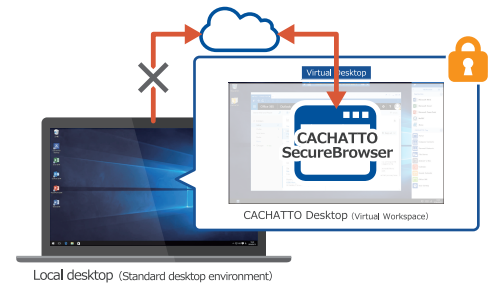 Virtual Desktop
CACHATTO
SecureBrowser
CACHATTO Desktop (Virtual Workspace)
Local desktop (Standard desktop environment)